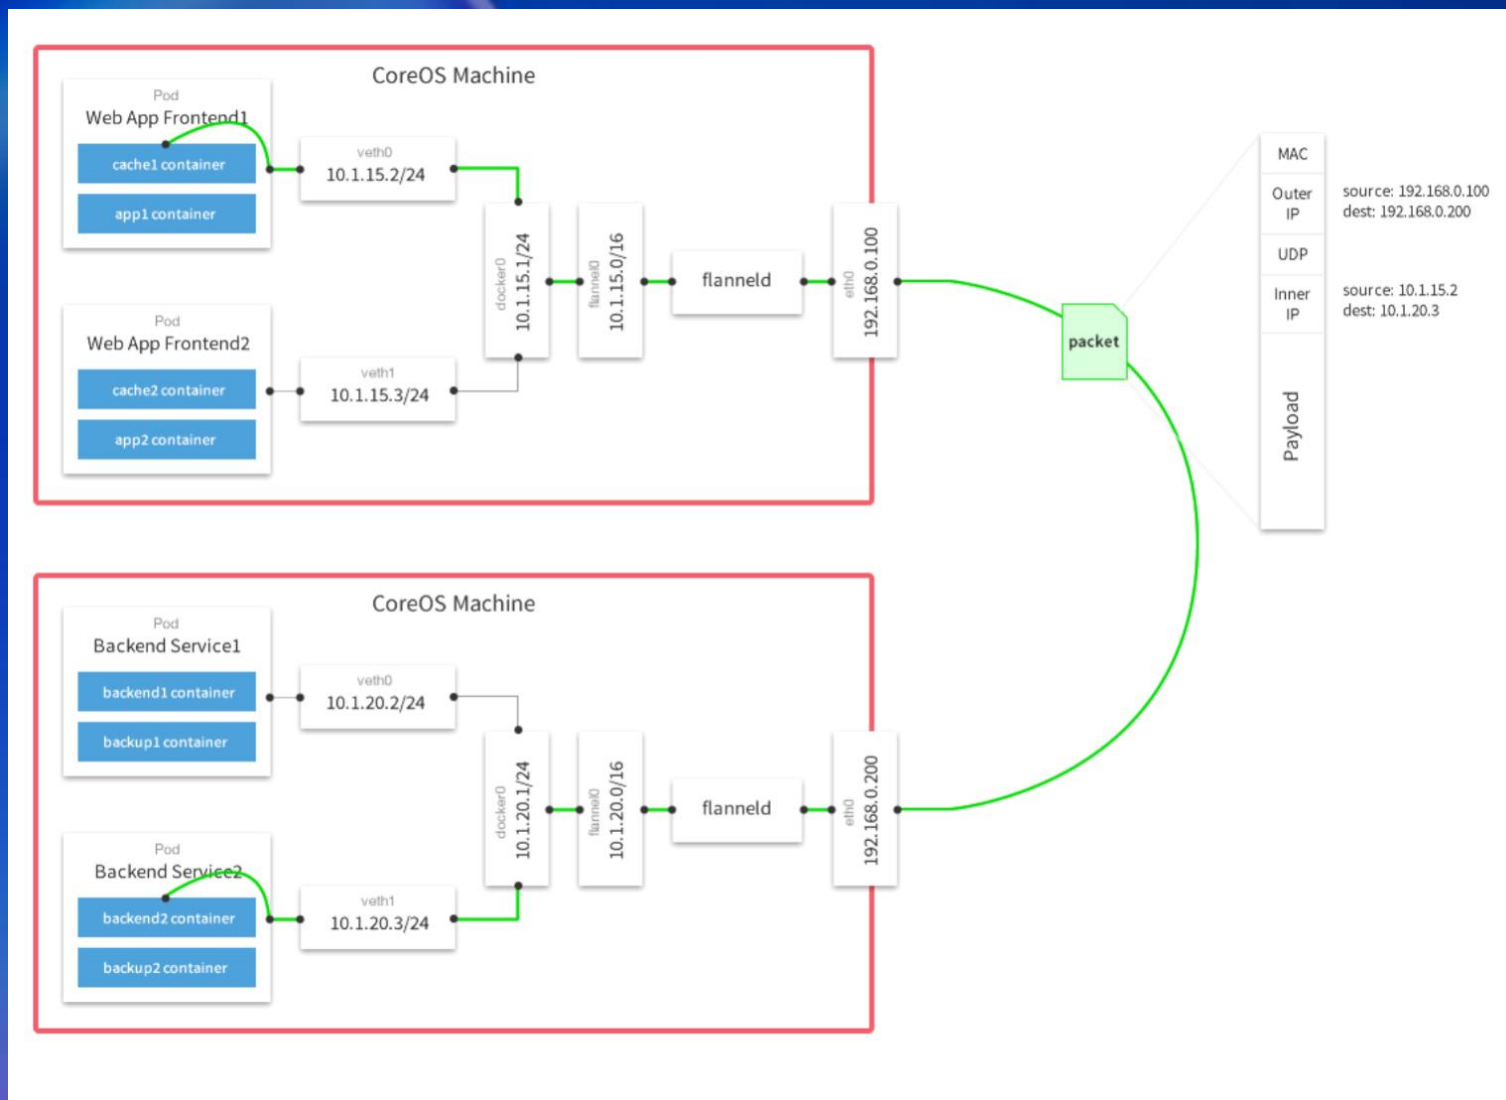 CoreOS Machine
Pod
Web App Frontend1
cache1 container
app1 container
veth0
10.1.15.2/24
Pod
Web App Frontend2
cache2 container
app2 container
veth1
10.1.15.3/24
docker0
10.1.15.1/24
flannel0
10.1.15.0/16
flanneld
eth0
192.168.0.100
packet
MAC
Outer
IP
source: 192.168.0.100
dest: 192.168.0.200
UDP
Inner
IP
source: 10.1.15.2
dest: 10.1.20.3
Payload
CoreOS Machine
Pod
Backend Service1
backend1 container
backup1 container
veth0
10.1.20.2/24
Pod
Backend Service2
backend2 container
backup2 container
veth1
10.1.20.3/24
docker0
10.1.20.1/24
flannel0
10.1.20.0/16
flanneld
eth0
192.168.0.200